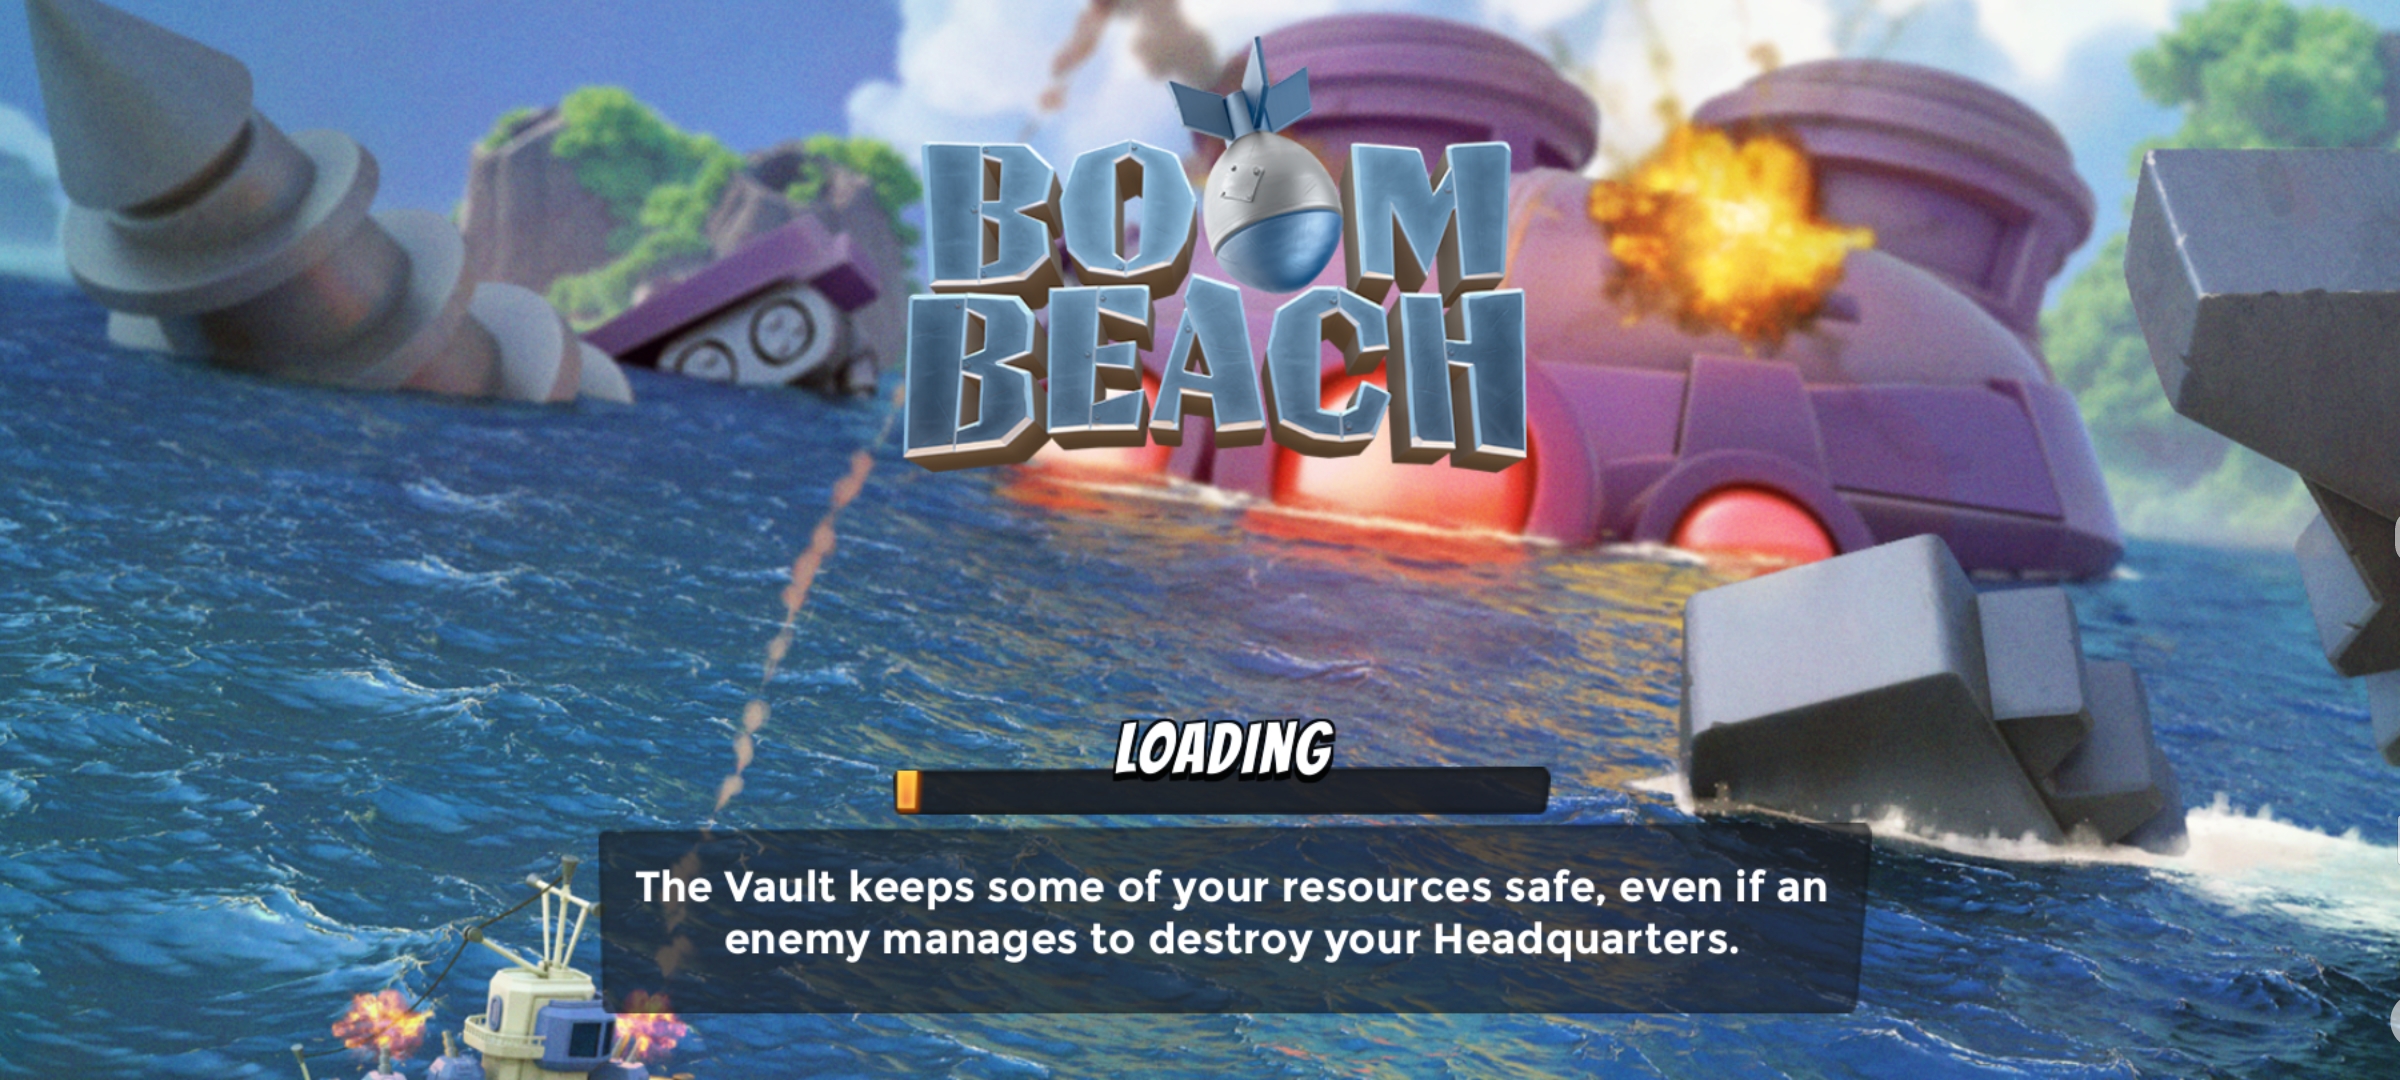 BOOM
BEACH
LOADING
The Vault keeps some of your resources safe, even if an
enemy manages to destroy your Headquarters.